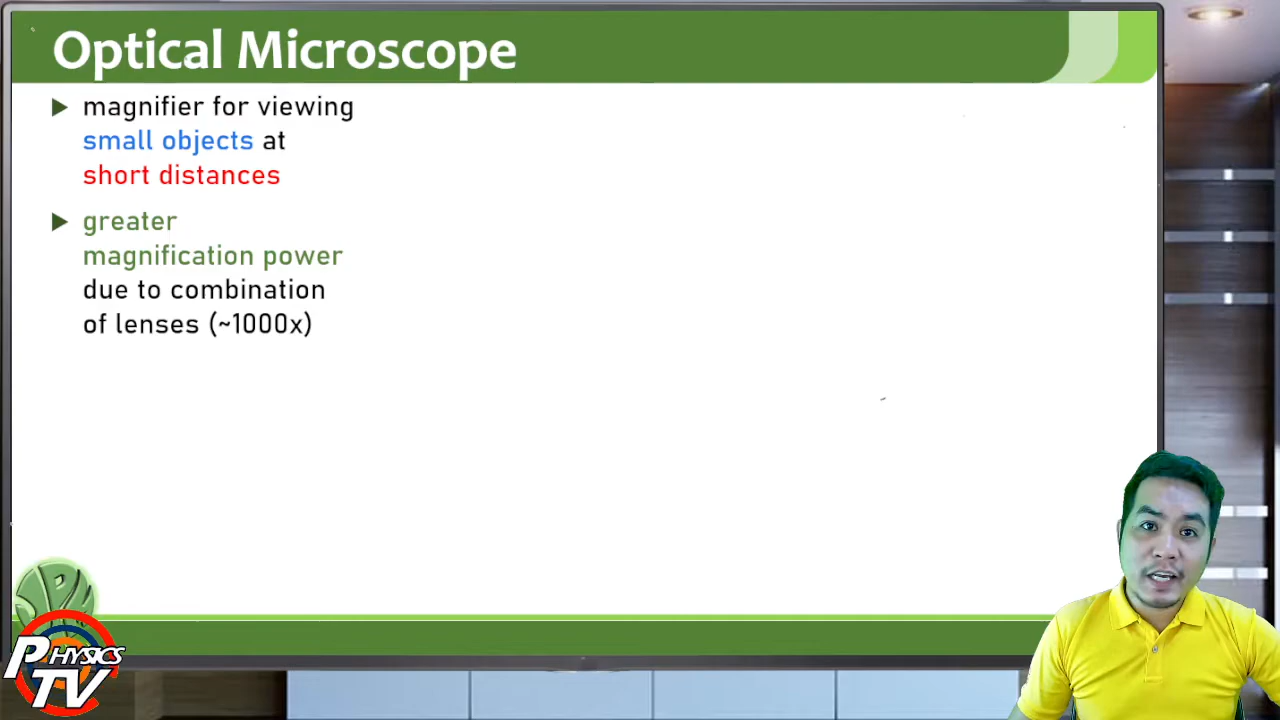 Optical Microscope
magnifier for viewing
small objects at
short distances
greater
magnification power
due to combination
of lenses (~1000x)
PHYSICS
TV